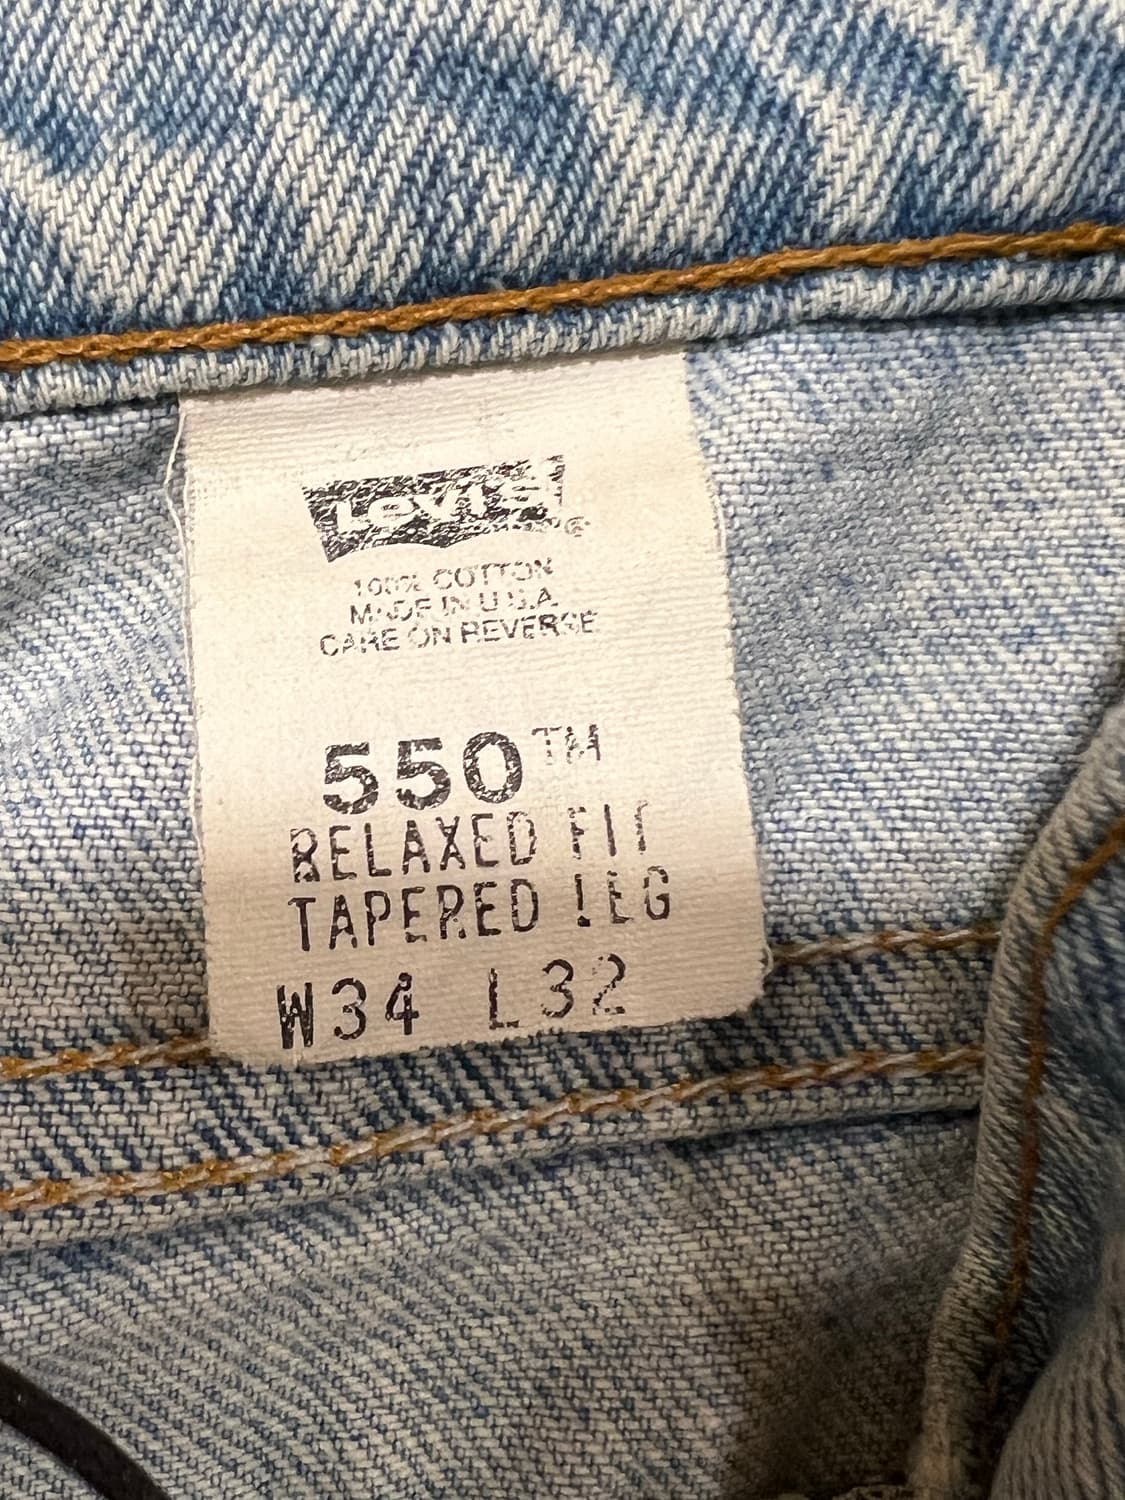 Levi's®
100% COTTON
MADE IN U.S.A.
CARE ON REVERSE
550™
RELAXED FIT
TAPERED LEG
W34 L32